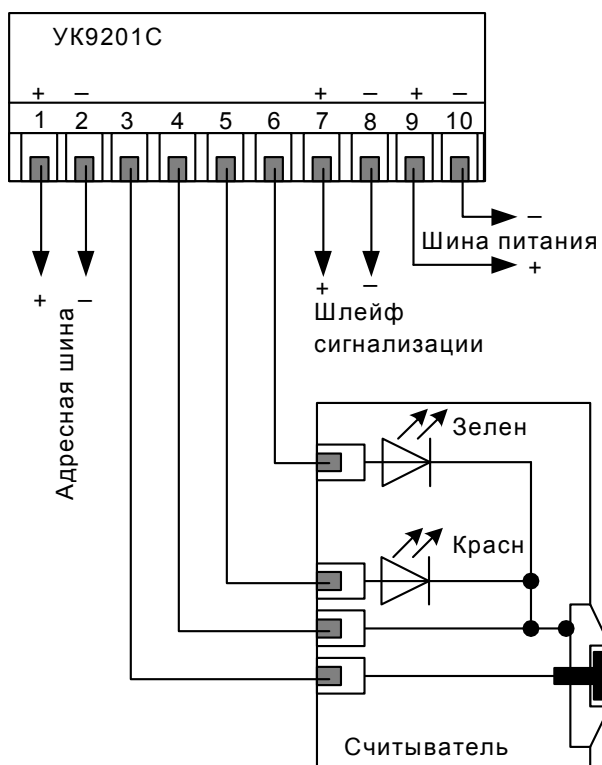 УК9201С
+ – + – + –
1 2 3 4 5 6 7 8 9 10
–
Шина питания
+
+ –
Адресная шина
+ –
Шлейф
сигнализации
Зелен
Красн
Считыватель